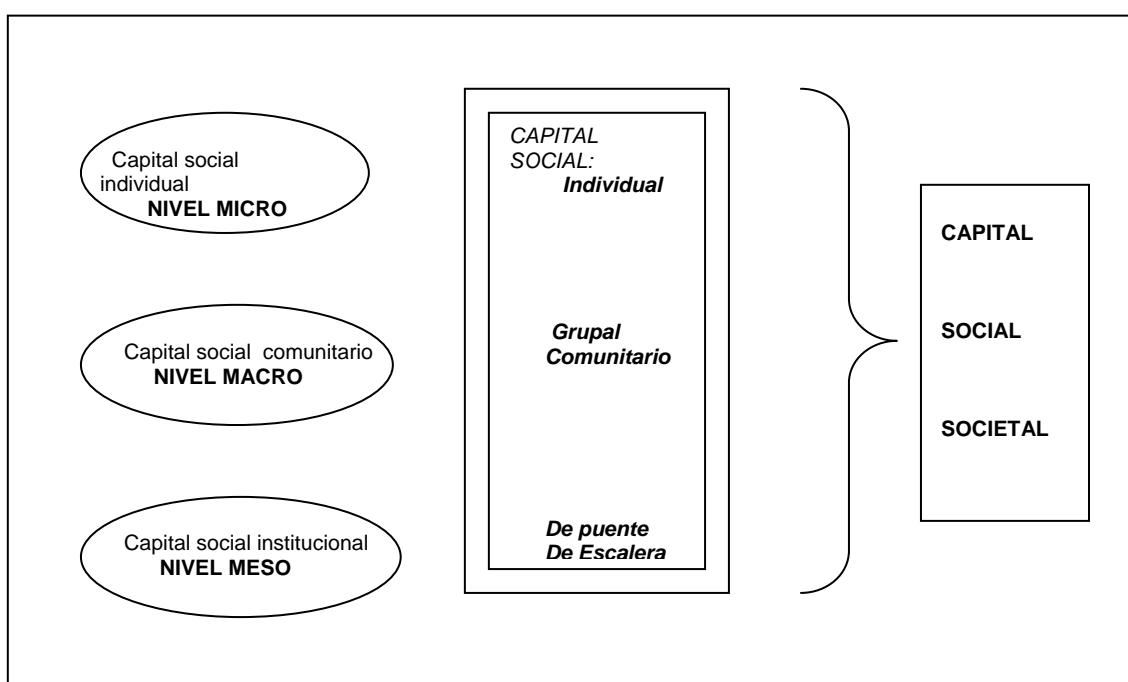 Capital social
individual
NIVEL MICRO
Capital social comunitario
NIVEL MACRO
Capital social institucional
NIVEL MESO
CAPITAL
SOCIAL:
Individual
Grupal
Comunitario
De puente
De Escalera
CAPITAL
SOCIAL
SOCIETAL